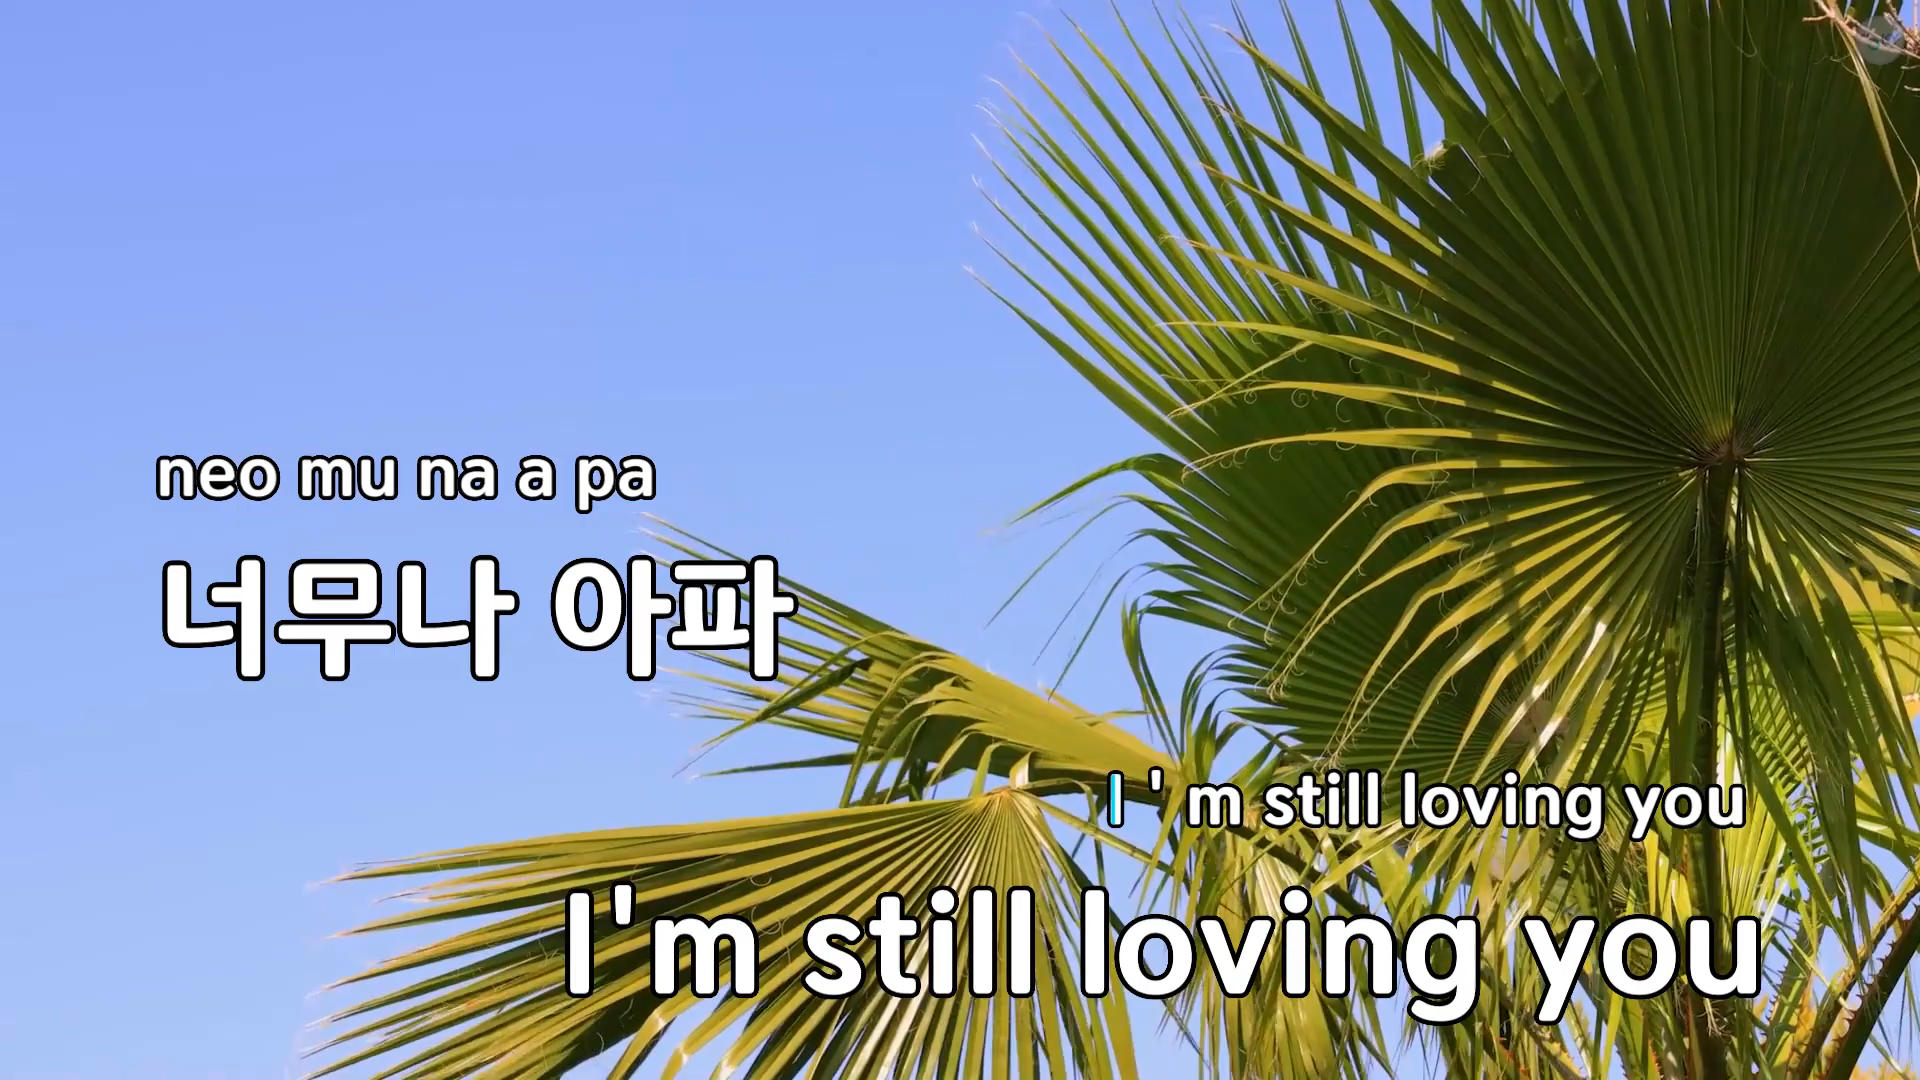 neo mu na a pa
너무나 아파
I ' m still loving you
I'm still loving you